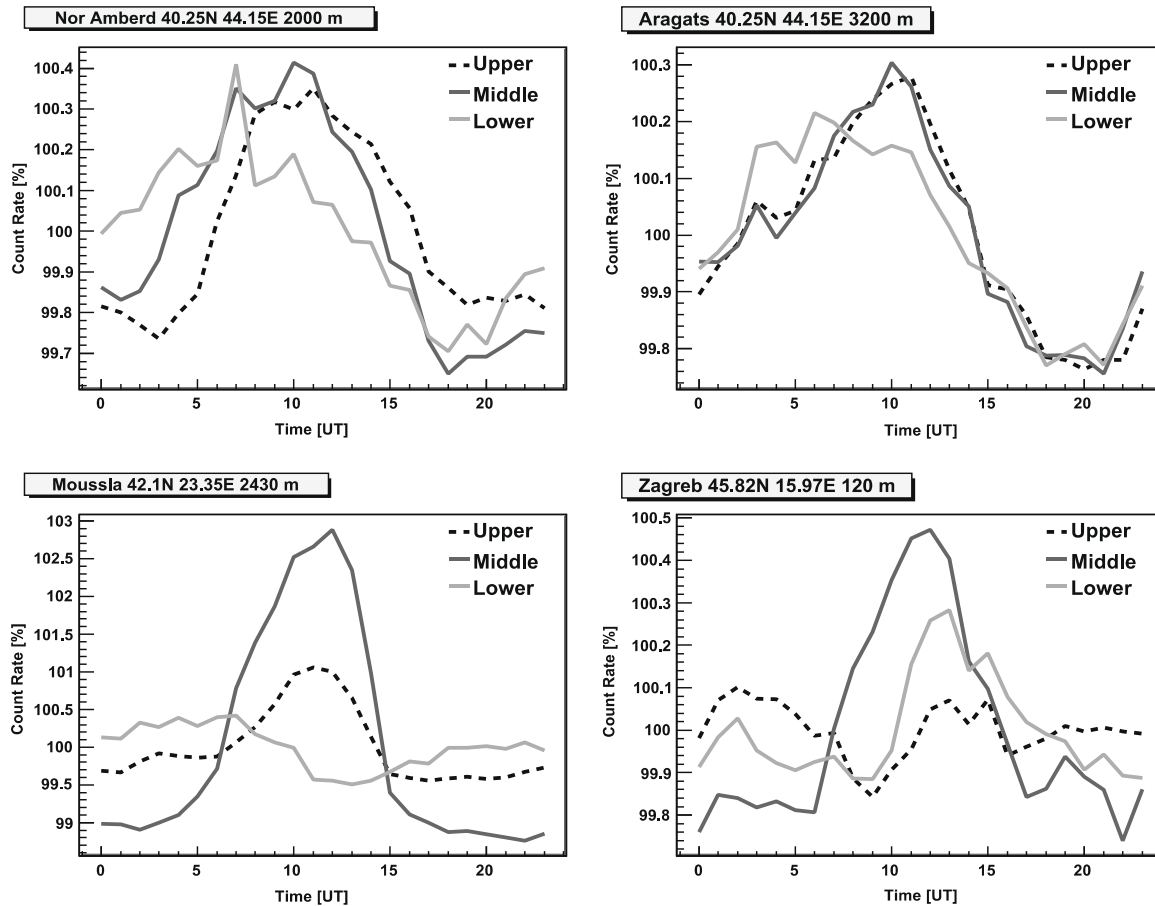 Nor Amberd 40.25N 44.15E 2000 m
Upper
Middle
Lower
100.4
100.3
100.2
100.1
100
99.9
99.8
99.7
Count Rate [%]
0 5 10 15 20
Time [UT]
Aragats 40.25N 44.15E 3200 m
Upper
Middle
Lower
100.3
100.2
100.1
100
99.9
99.8
Count Rate [%]
0 5 10 15 20
Time [UT]
Moussla 42.1N 23.35E 2430 m
Upper
Middle
Lower
103
102.5
102
101.5
101
100.5
100
99.5
99
Count Rate [%]
0 5 10 15 20
Time [UT]
Zagreb 45.82N 15.97E 120 m
Upper
Middle
Lower
100.5
100.4
100.3
100.2
100.1
100
99.9
99.8
Count Rate [%]
0 5 10 15 20
Time [UT]